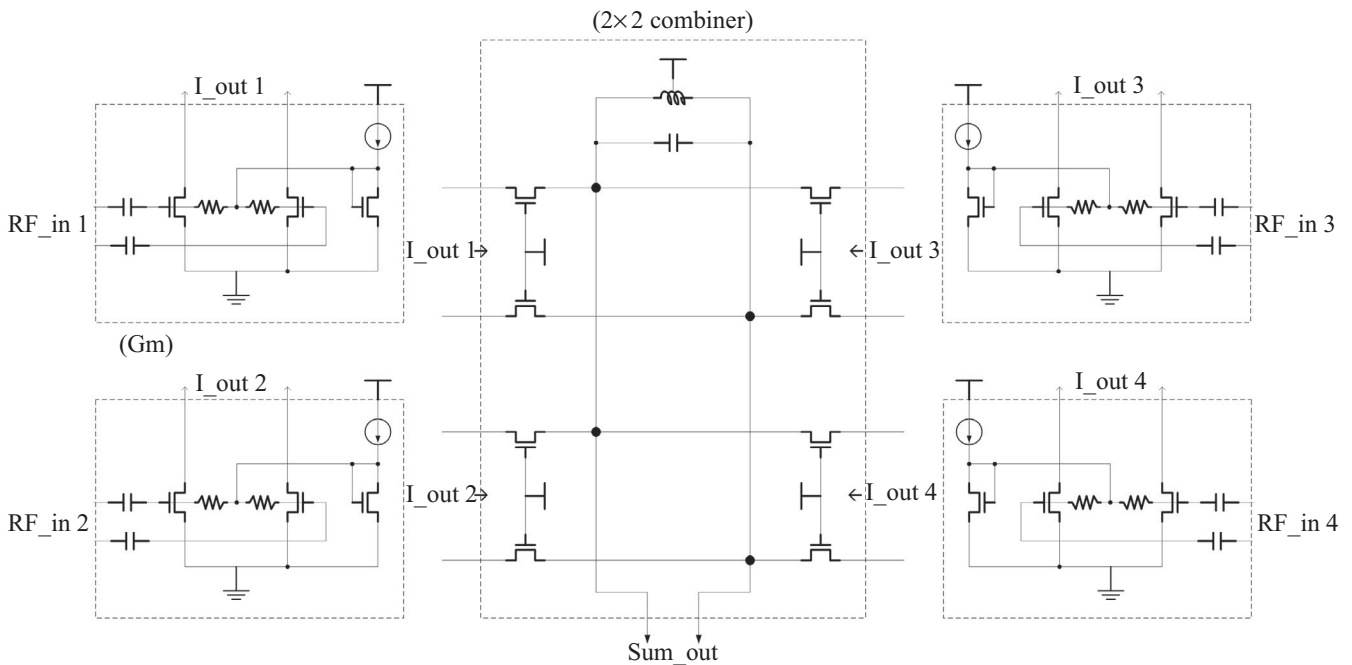 (2×2 combiner)
I_out 1
I_out 3
RF_in 1
I_out 1
I_out 3
RF_in 3
(Gm)
I_out 2
I_out 4
RF_in 2
I_out 2
I_out 4
RF_in 4
Sum_out